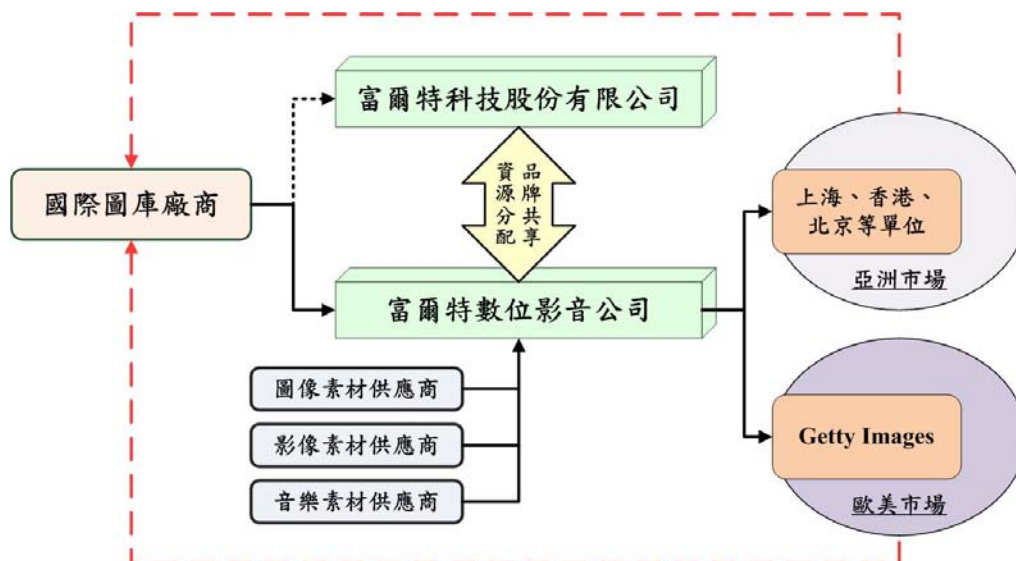 富爾特科技股份有限公司
國際圖庫廠商
品牌共享
資源分配
上海、香港、
北京等單位
亞洲市場
富爾特數位影音公司
圖像素材供應商
影像素材供應商
音樂素材供應商
Getty Images
歐美市場